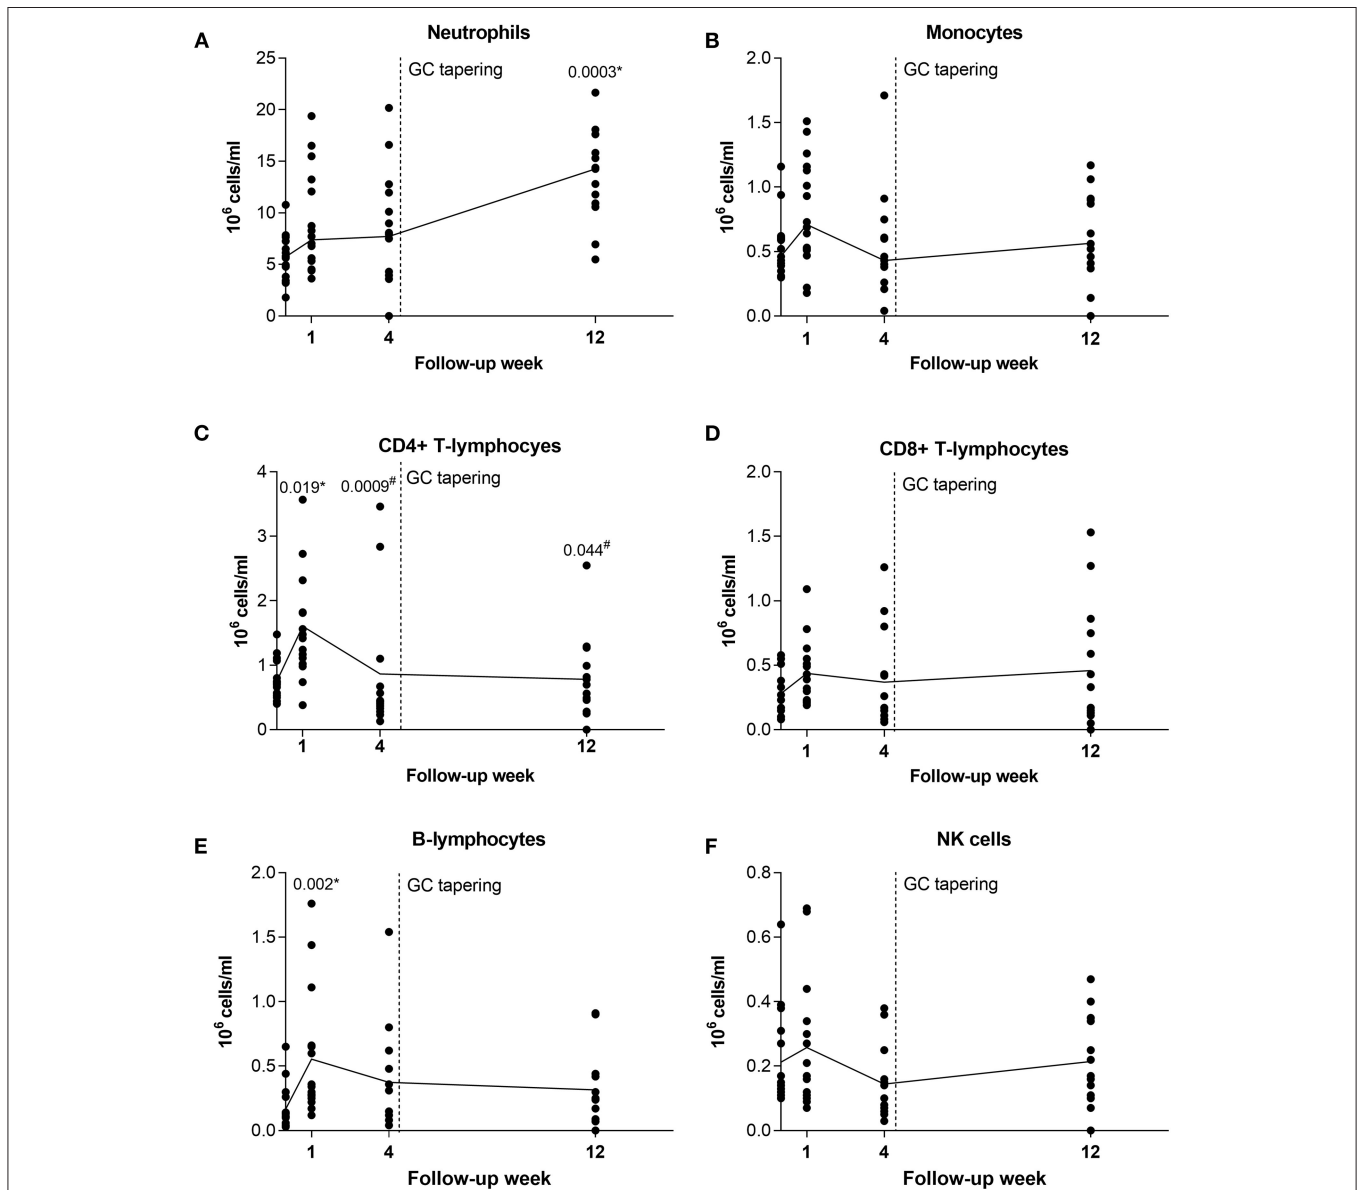 A
Neutrophils
25
20
15
10
5
0
10⁶ cells/ml
GC tapering
0.0003*
1 4 12
Follow-up week
B
Monocytes
2.0
1.5
1.0
0.5
0.0
10⁶ cells/ml
GC tapering
1 4 12
Follow-up week
C
CD4+ T-lymphocyes
4
3
2
1
0
10⁶ cells/ml
0.019* 0.0009#
GC tapering
0.044#
1 4 12
Follow-up week
D
CD8+ T-lymphocytes
2.0
1.5
1.0
0.5
0.0
10⁶ cells/ml
GC tapering
1 4 12
Follow-up week
E
B-lymphocytes
2.0
1.5
1.0
0.5
0.0
10⁶ cells/ml
0.002*
GC tapering
1 4 12
Follow-up week
F
NK cells
0.8
0.6
0.4
0.2
0.0
10⁶ cells/ml
GC tapering
1 4 12
Follow-up week